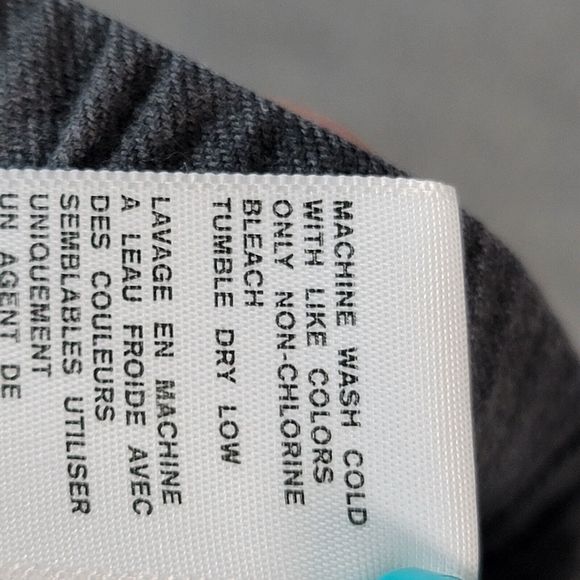 MACHINE WASH COLD
WITH LIKE COLORS
ONLY NON-CHLORINE
BLEACH
TUMBLE DRY LOW
LAVAGE EN MACHINE
A LEAU FROIDE AVEC
DES COULEURS
SEMBLABLES UTILISER
UNIQUEMENT
UN AGENT DE